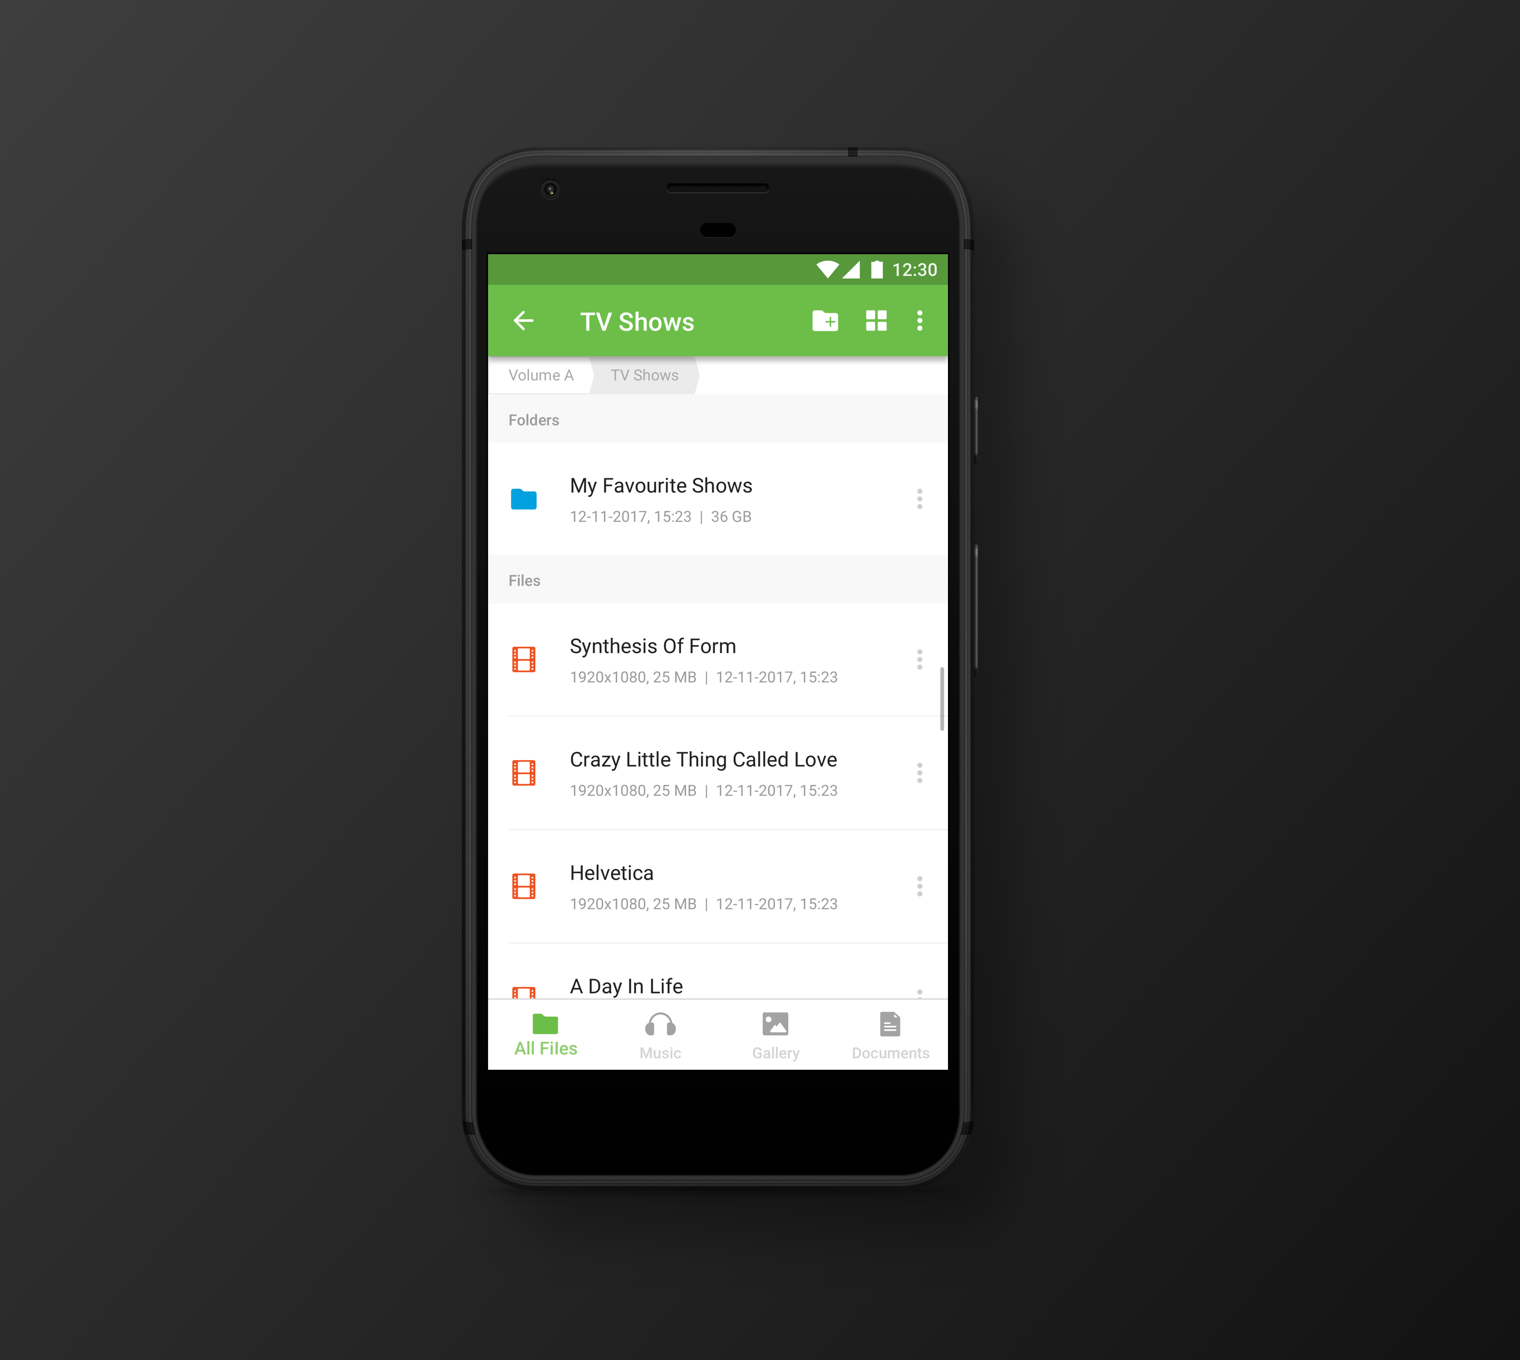 12:30
TV Shows
Volume A
TV Shows
Folders
My Favourite Shows
12-11-2017, 15:23 | 36 GB
Files
Synthesis Of Form
1920x1080, 25 MB | 12-11-2017, 15:23
Crazy Little Thing Called Love
1920x1080, 25 MB | 12-11-2017, 15:23
Helvetica
1920x1080, 25 MB | 12-11-2017, 15:23
A Day In Life
All Files
Music
Gallery
Documents